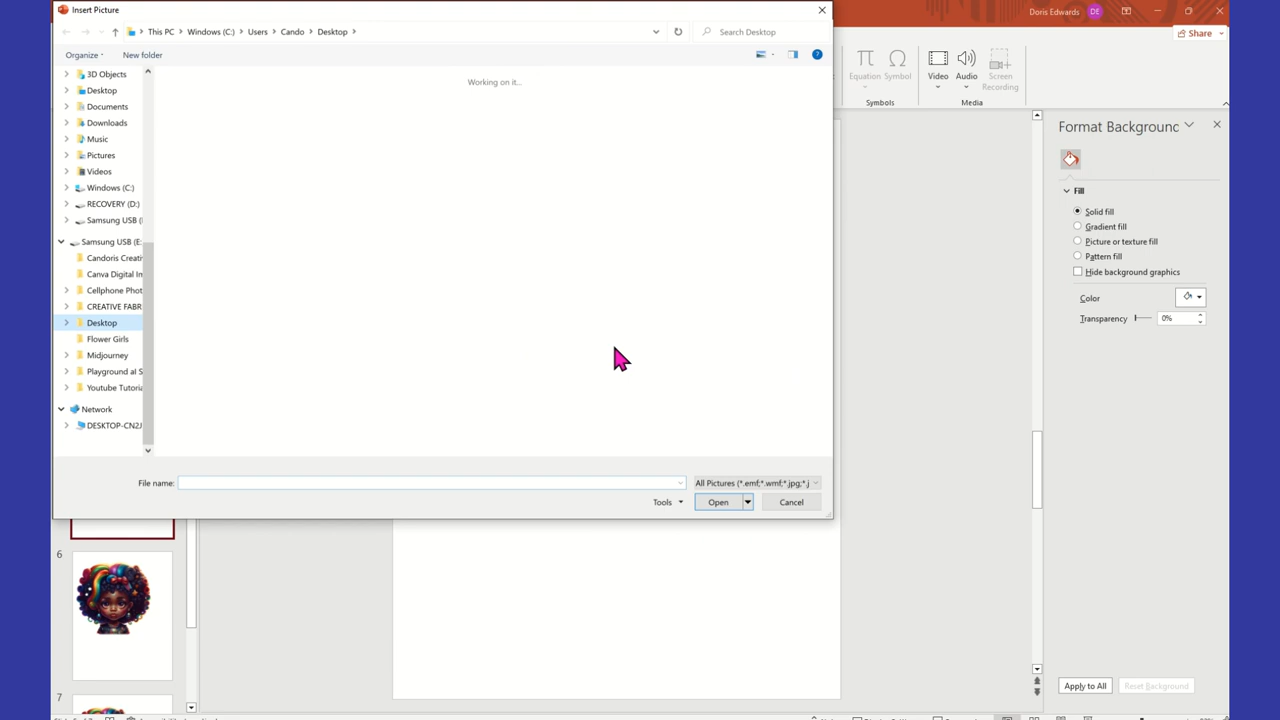 Insert Picture
Doris Edwards DE
This PC Windows (C:) Users Cando Desktop
Search Desktop
Share
Organize New folder
Working on it...
3D Objects
Desktop
Documents
Downloads
Music
Pictures
Videos
Windows (C:)
RECOVERY (D:)
Samsung USB (
Samsung USB (E:
Candoris Creati
Canva Digital In
Cellphone Phot
CREATIVE FABR
Desktop
Flower Girls
Midjourney
Playground aI S
Youtube Tutoria
Network
DESKTOP-CN2J
File name:
All Pictures (*.emf;*.wmf;*.jpg;*.j
Tools Open Cancel
Equation
Symbol
Symbols
Video
Audio
Screen
Recording
Media
Format Background
Fill
Solid fill
Gradient fill
Picture or texture fill
Pattern fill
Hide background graphics
Color
Transparency 0%
6
7
Apply to All
Reset Background